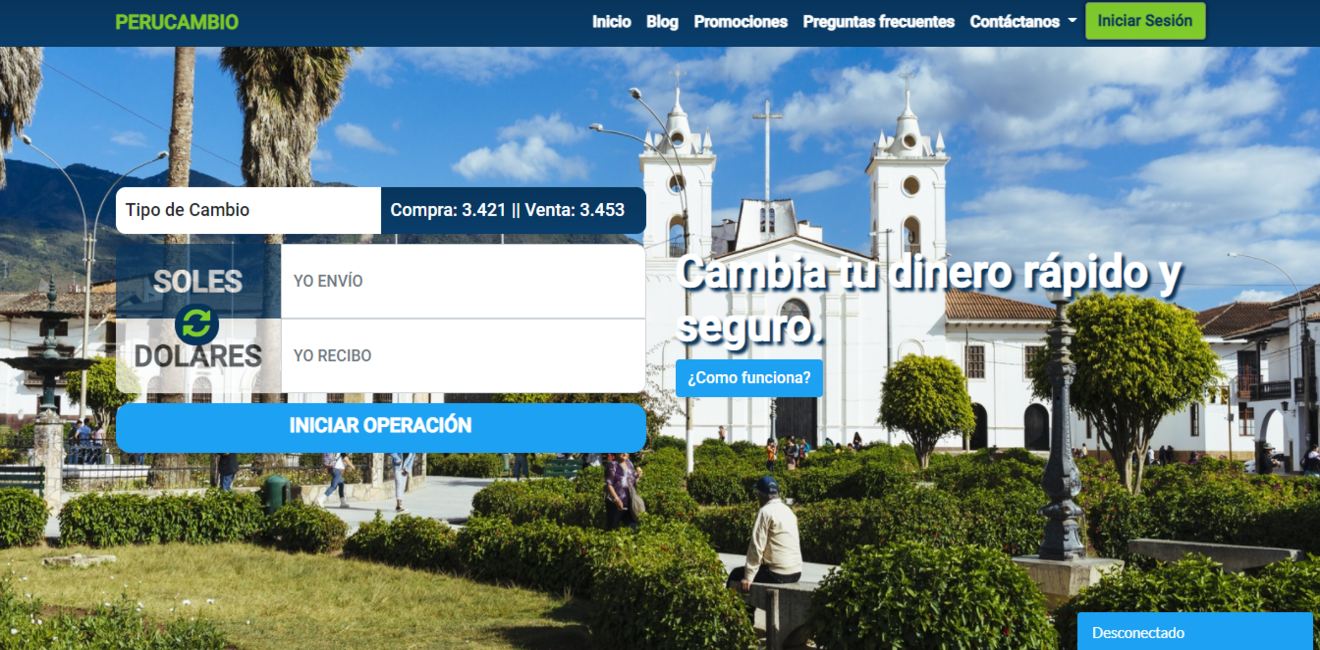 PERUCAMBIO
Inicio Blog Promociones Preguntas frecuentes Contáctanos Iniciar Sesión
Tipo de Cambio Compra: 3.421 || Venta: 3.453
SOLES YO ENVÍO
DOLARES YO RECIBO
INICIAR OPERACIÓN
Cambia tu dinero rápido y
seguro.
¿Como funciona?
Desconectado